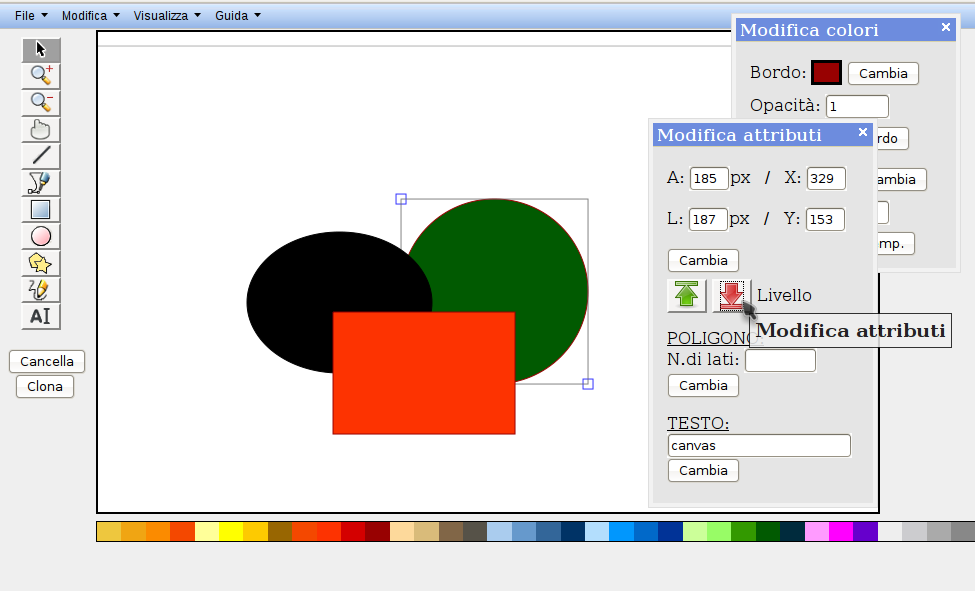 File Modifica Visualizza Guida
Modifica colori
Bordo: Cambia
Opacità: 1
rdo
ambia
mp.
Modifica attributi
A: 185 px / X: 329
L: 187 px / Y: 153
Cambia
Livello
Modifica attributi
POLIGONO:
N.di lati:
Cambia
TESTO:
canvas
Cambia
AI
Cancella
Clona